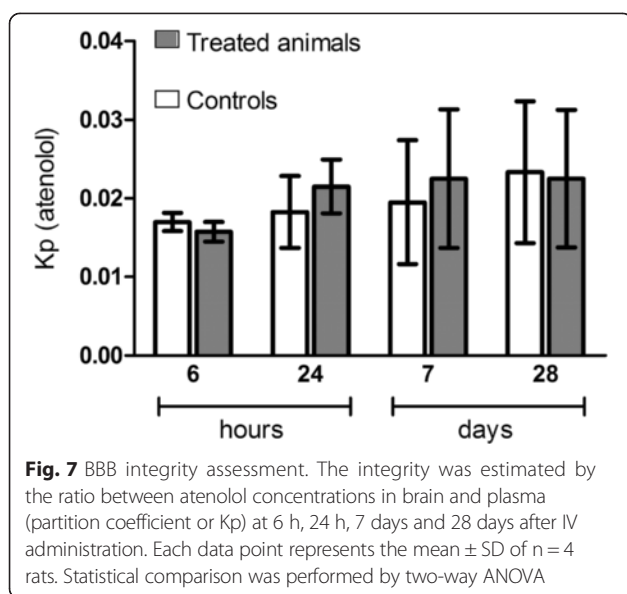 0.04
0.03
0.02
0.01
0.00
Kp (atenolol)
Treated animals
Controls
6
24
7
28
hours
days
Fig. 7 BBB integrity assessment. The integrity was estimated by
the ratio between atenolol concentrations in brain and plasma
(partition coefficient or Kp) at 6 h, 24 h, 7 days and 28 days after IV
administration. Each data point represents the mean ± SD of n = 4
rats. Statistical comparison was performed by two-way ANOVA